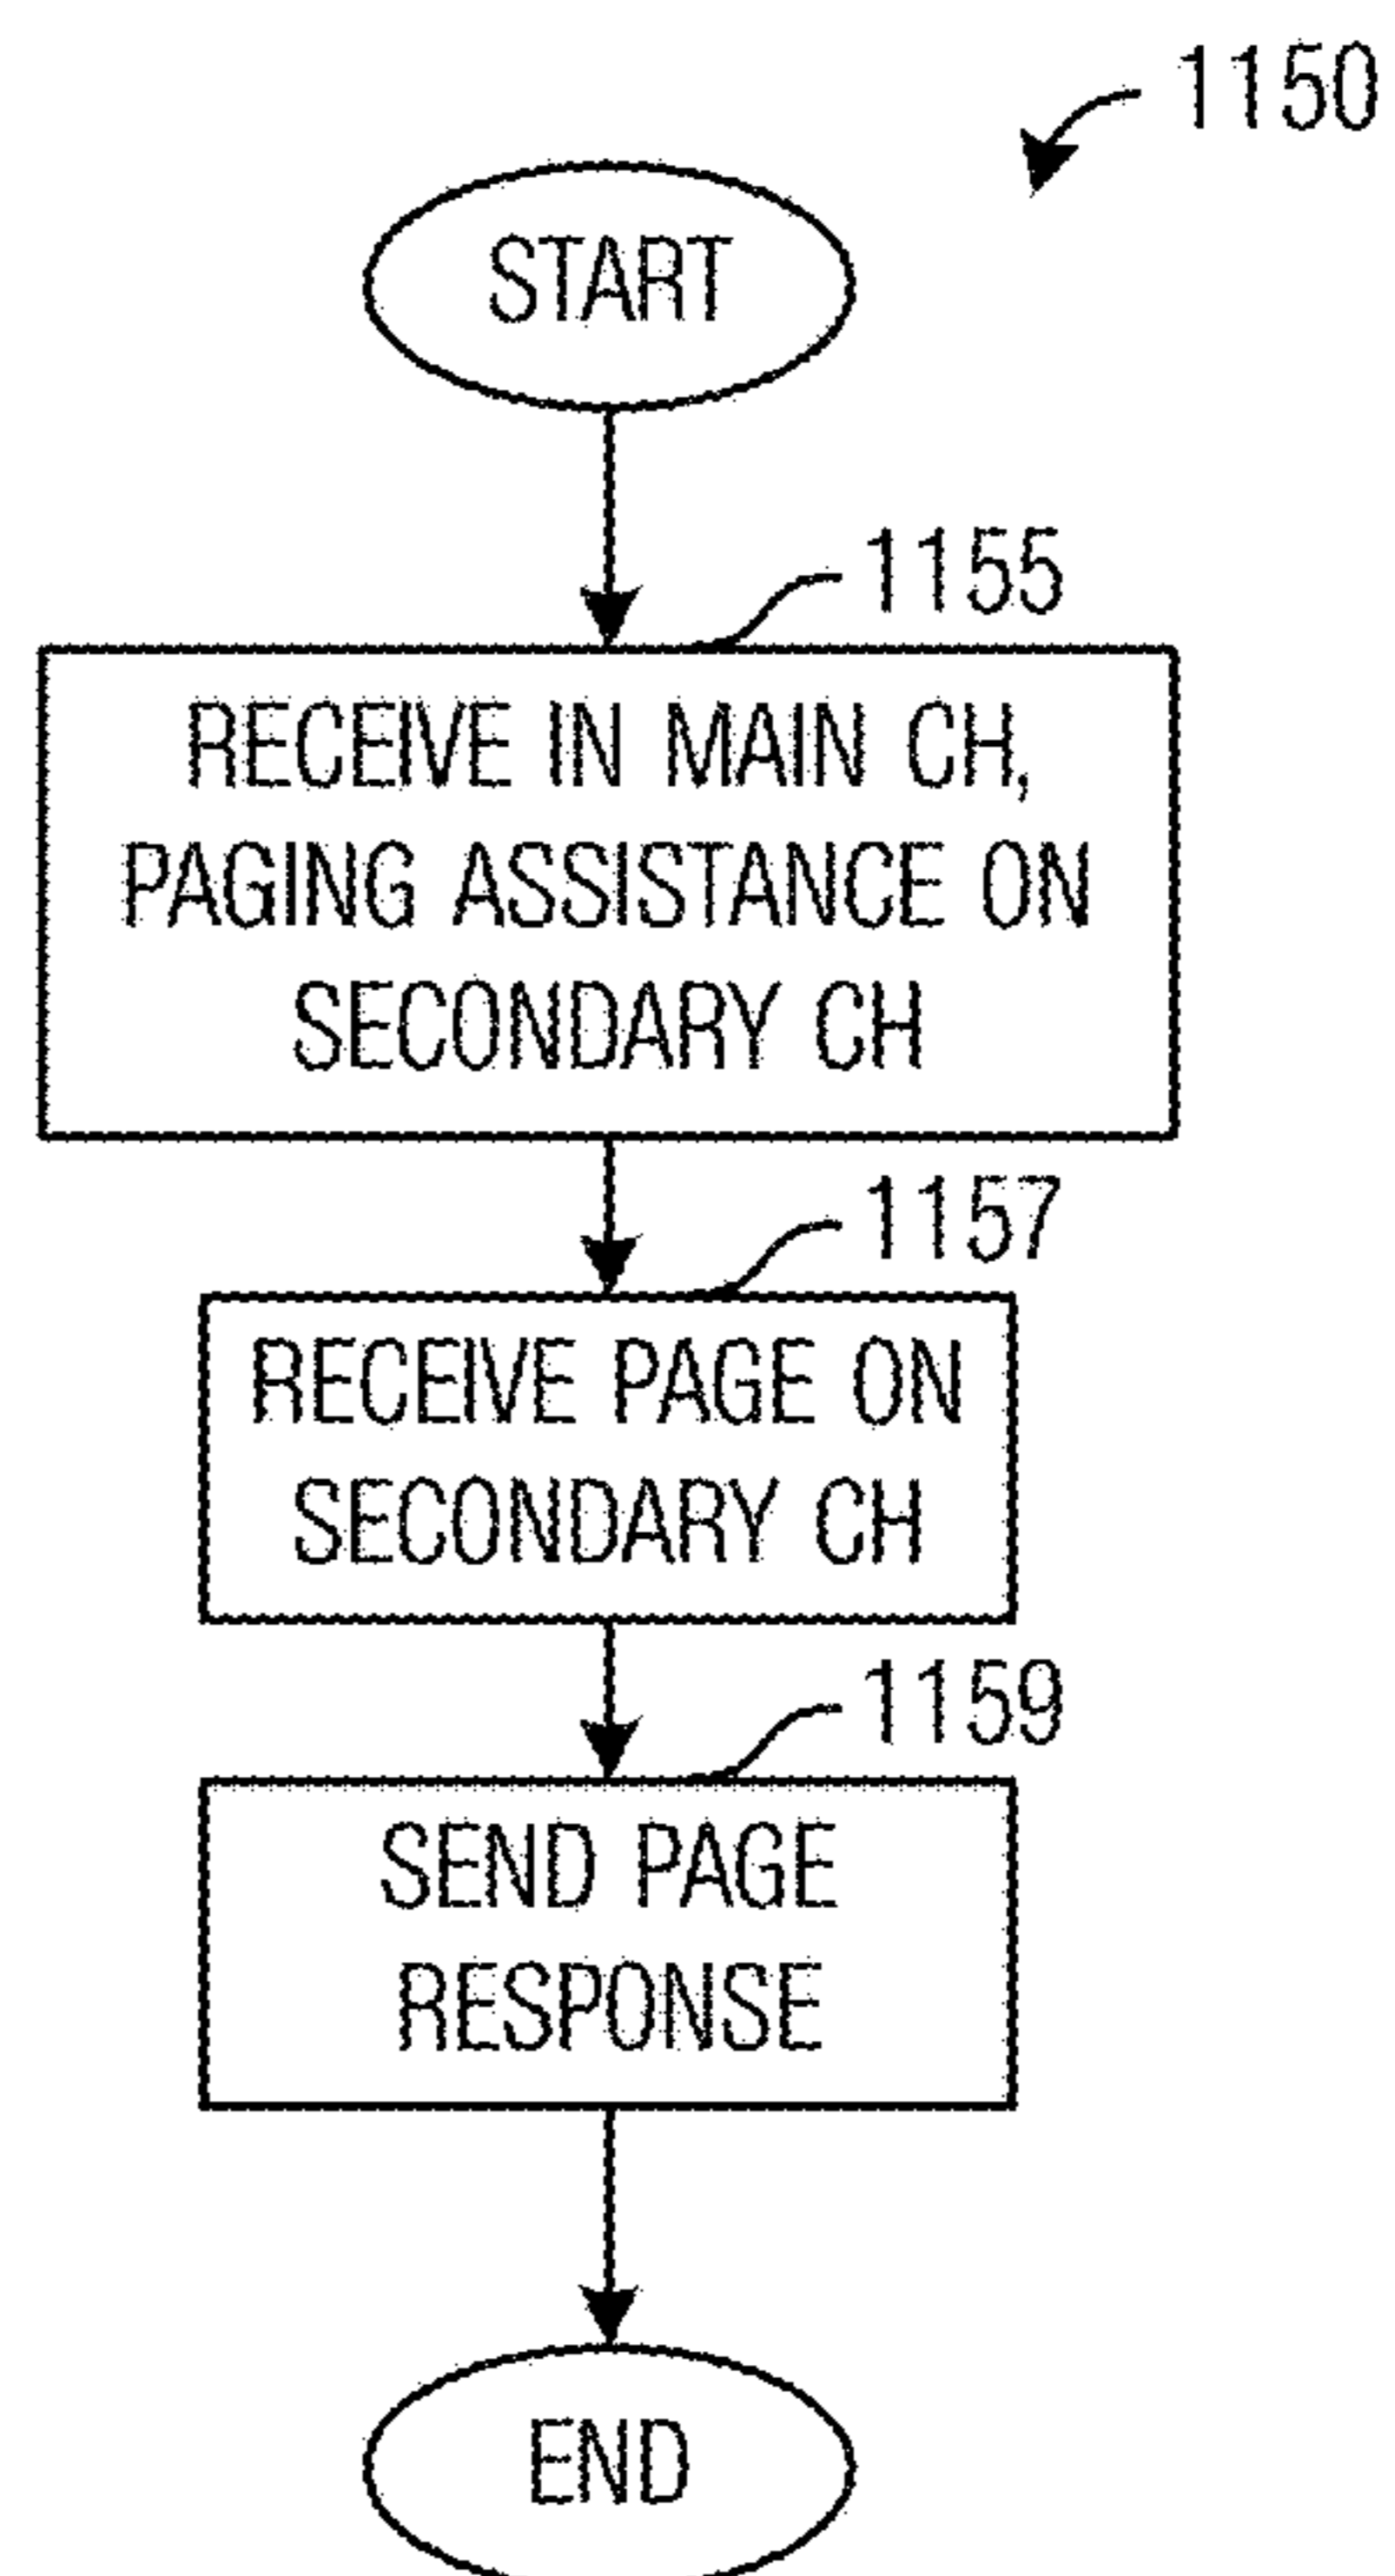 1150
START
1155
RECEIVE IN MAIN CH,
PAGING ASSISTANCE ON
SECONDARY CH
1157
RECEIVE PAGE ON
SECONDARY CH
1159
SEND PAGE
RESPONSE
END